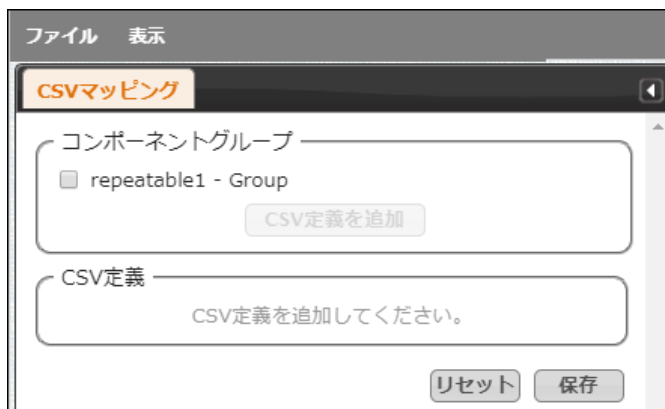 ファイル 表示
CSVマッピング
コンポーネントグループ
repeatable1 - Group
CSV定義を追加
CSV定義
CSV定義を追加してください。
リセット 保存